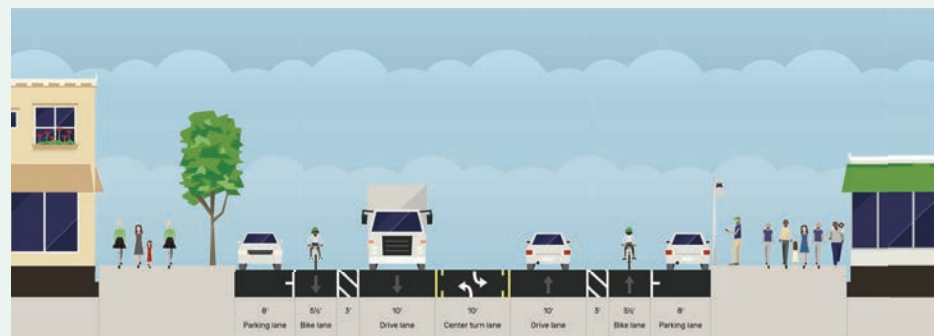 8' 5½' 3' 10' 10' 10' 3' 5½' 8'
Parking lane Bike lane Drive lane Center turn lane Drive lane Bike lane Parking lane